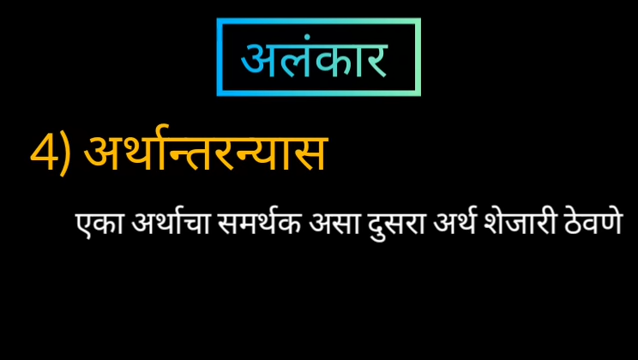 अलंकार
4) अर्थान्तरन्यास
एका अर्थाचा समर्थक असा दुसरा अर्थ शेजारी ठेवणे